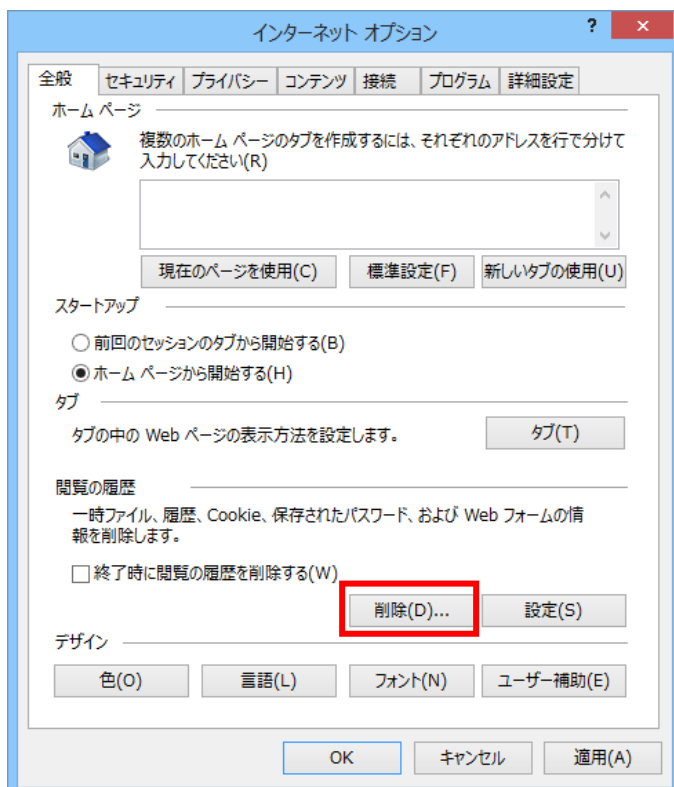 インターネット オプション
? ×
全般 セキュリティ プライバシー コンテンツ 接続 プログラム 詳細設定
ホーム ページ
複数のホーム ページのタブを作成するには、それぞれのアドレスを行で分けて
入力してください(R)
現在のページを使用(C) 標準設定(F) 新しいタブの使用(U)
スタートアップ
前回のセッションのタブから開始する(B)
ホーム ページから開始する(H)
タブ
タブの中の Web ページの表示方法を設定します。 タブ(T)
閲覧の履歴
一時ファイル、履歴、Cookie、保存されたパスワード、および Web フォームの情
報を削除します。
終了時に閲覧の履歴を削除する(W)
削除(D)... 設定(S)
デザイン
色(O) 言語(L) フォント(N) ユーザー補助(E)
OK キャンセル 適用(A)